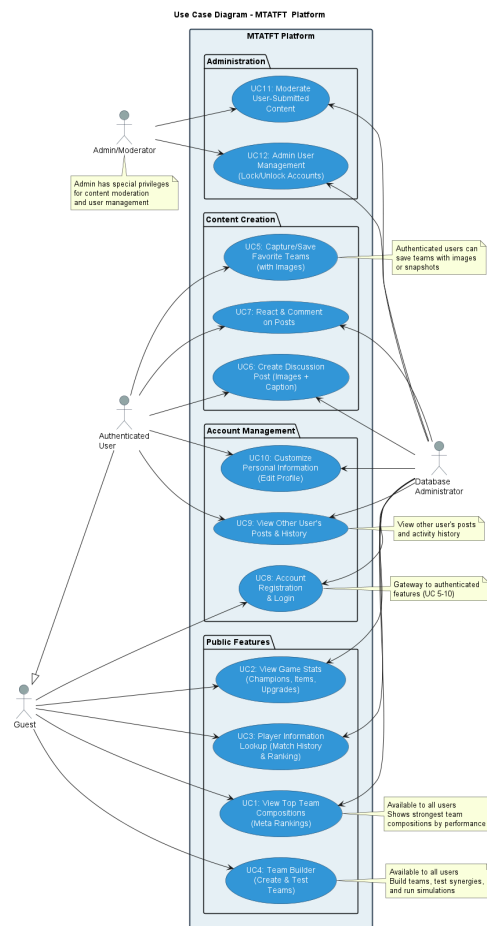 Use Case Diagram - MTATFT  Platform
MTATFT Platform
Administration
UC11: Moderate
User-Submitted
Content
UC12: Admin User
Management
(Lock/Unlock Accounts)
Admin/Moderator
Admin has special privileges
for content moderation
and user management
Content Creation
UC5: Capture/Save
Favorite Teams
(with Images)
Authenticated users can
save teams with images
or snapshots
UC7: React & Comment
on Posts
UC6: Create Discussion
Post (Images +
Caption)
Authenticated
User
Account Management
UC10: Customize
Personal Information
(Edit Profile)
Database
Administrator
UC9: View Other User's
Posts & History
View other user's posts
and activity history
UC8: Account
Registration
& Login
Gateway to authenticated
features (UC 5-10)
Public Features
UC2: View Game Stats
(Champions, Items,
Upgrades)
Guest
UC3: Player Information
Lookup (Match History
& Ranking)
UC1: View Top Team
Compositions
(Meta Rankings)
Available to all users
Shows strongest team
compositions by performance
UC4: Team Builder
(Create & Test
Teams)
Available to all users
Build teams, test synergies,
and run simulations